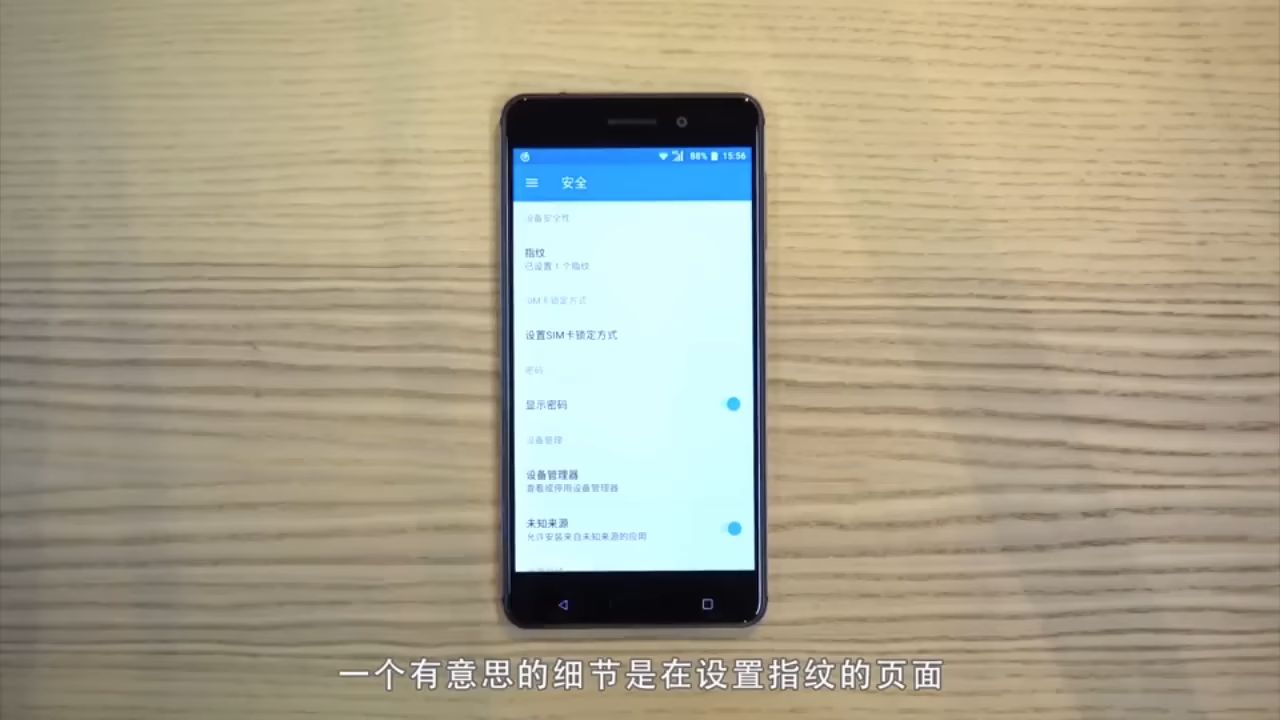 88% 15:56
安全
设备安全性
指纹
已设置 1 个指纹
SIM卡锁定方式
设置SIM卡锁定方式
密码
显示密码
设备管理
设备管理器
查看或停用设备管理器
未知来源
允许安装来自未知来源的应用
一个有意思的细节是在设置指纹的页面